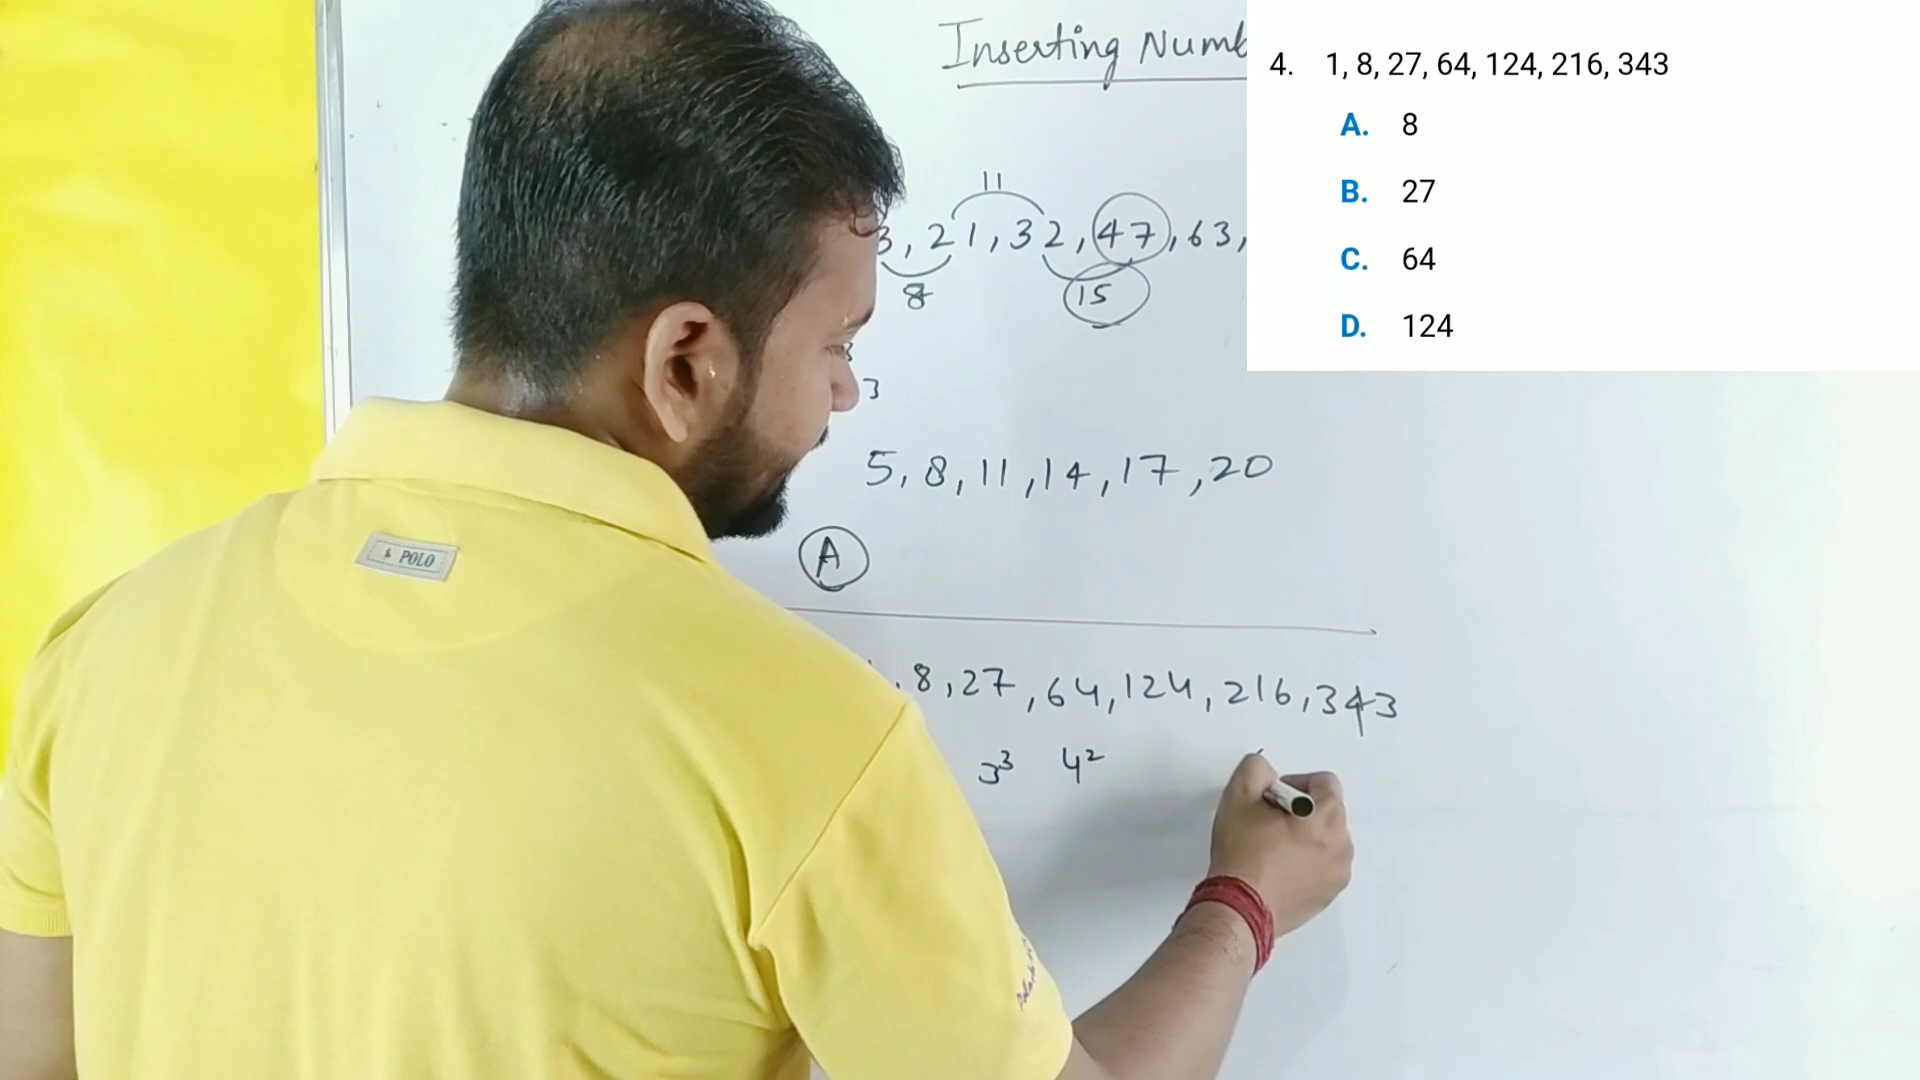 Inserting Numb
4. 1, 8, 27, 64, 124, 216, 343
A. 8
B. 27
C. 64
D. 124
11
3, 21, 32, 47, 63,
8 15
3
5, 8, 11, 14, 17, 20
POLO
A
, 8, 27, 64, 124, 216, 343
3³ 4²